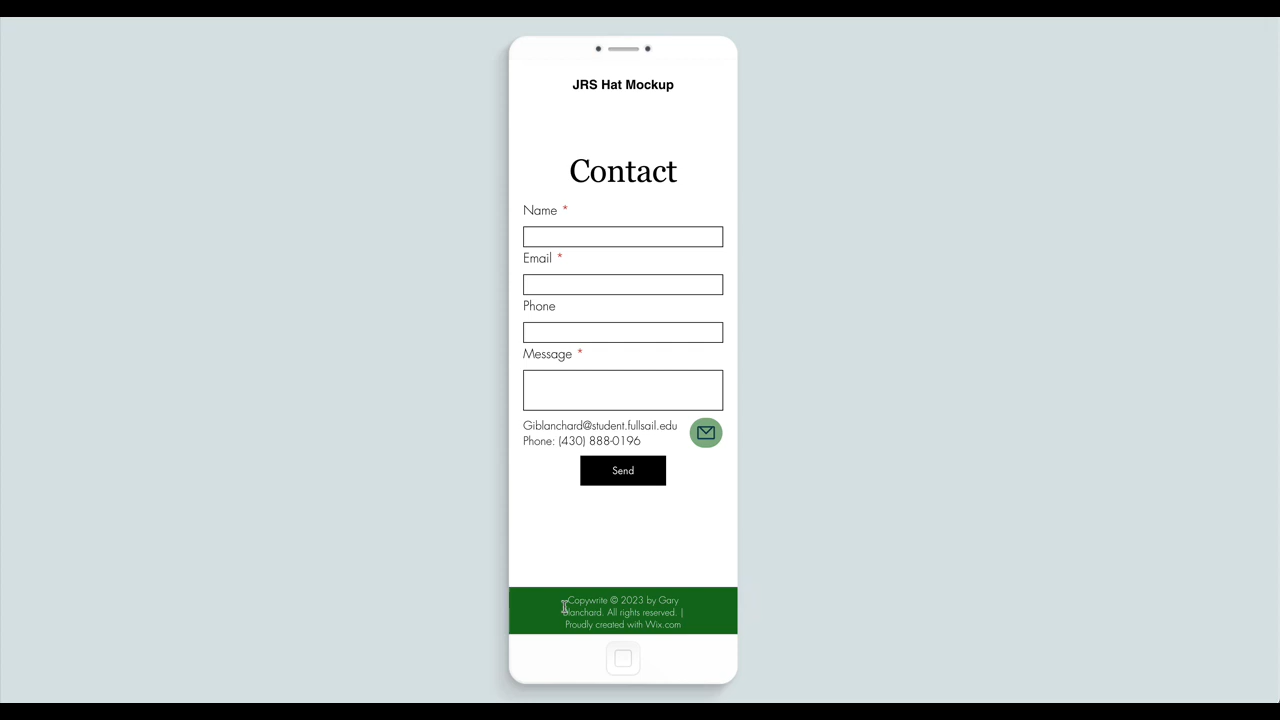 JRS Hat Mockup
Contact
Name *
Email *
Phone
Message *
Giblanchard@student.fullsail.edu
Phone: (430) 888-0196
Send
Copywrite © 2023 by Gary
Blanchard. All rights reserved. |
Proudly created with Wix.com